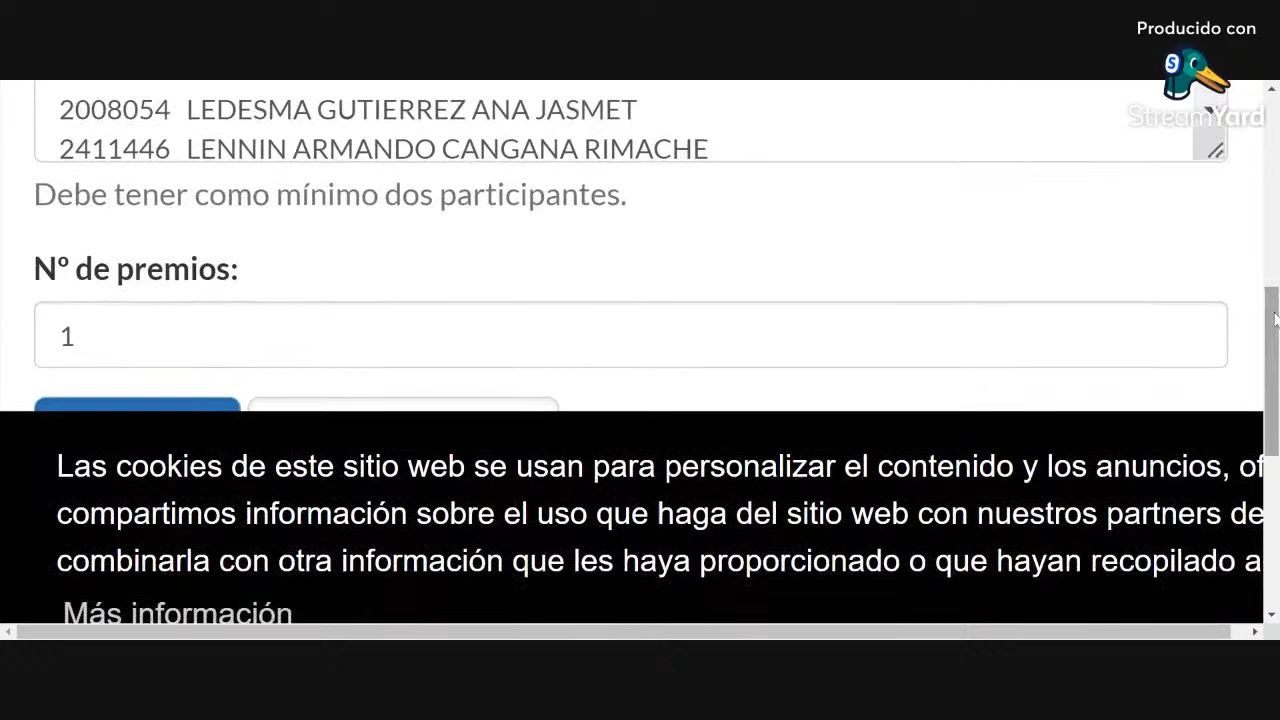 Producido con
StreamYard
2008054 LEDESMA GUTIERREZ ANA JASMET
2411446 LENNIN ARMANDO CANGANA RIMACHE
Debe tener como mínimo dos participantes.
Nº de premios:
1
Las cookies de este sitio web se usan para personalizar el contenido y los anuncios, of
compartimos información sobre el uso que haga del sitio web con nuestros partners de
combinarla con otra información que les haya proporcionado o que hayan recopilado a
Más información